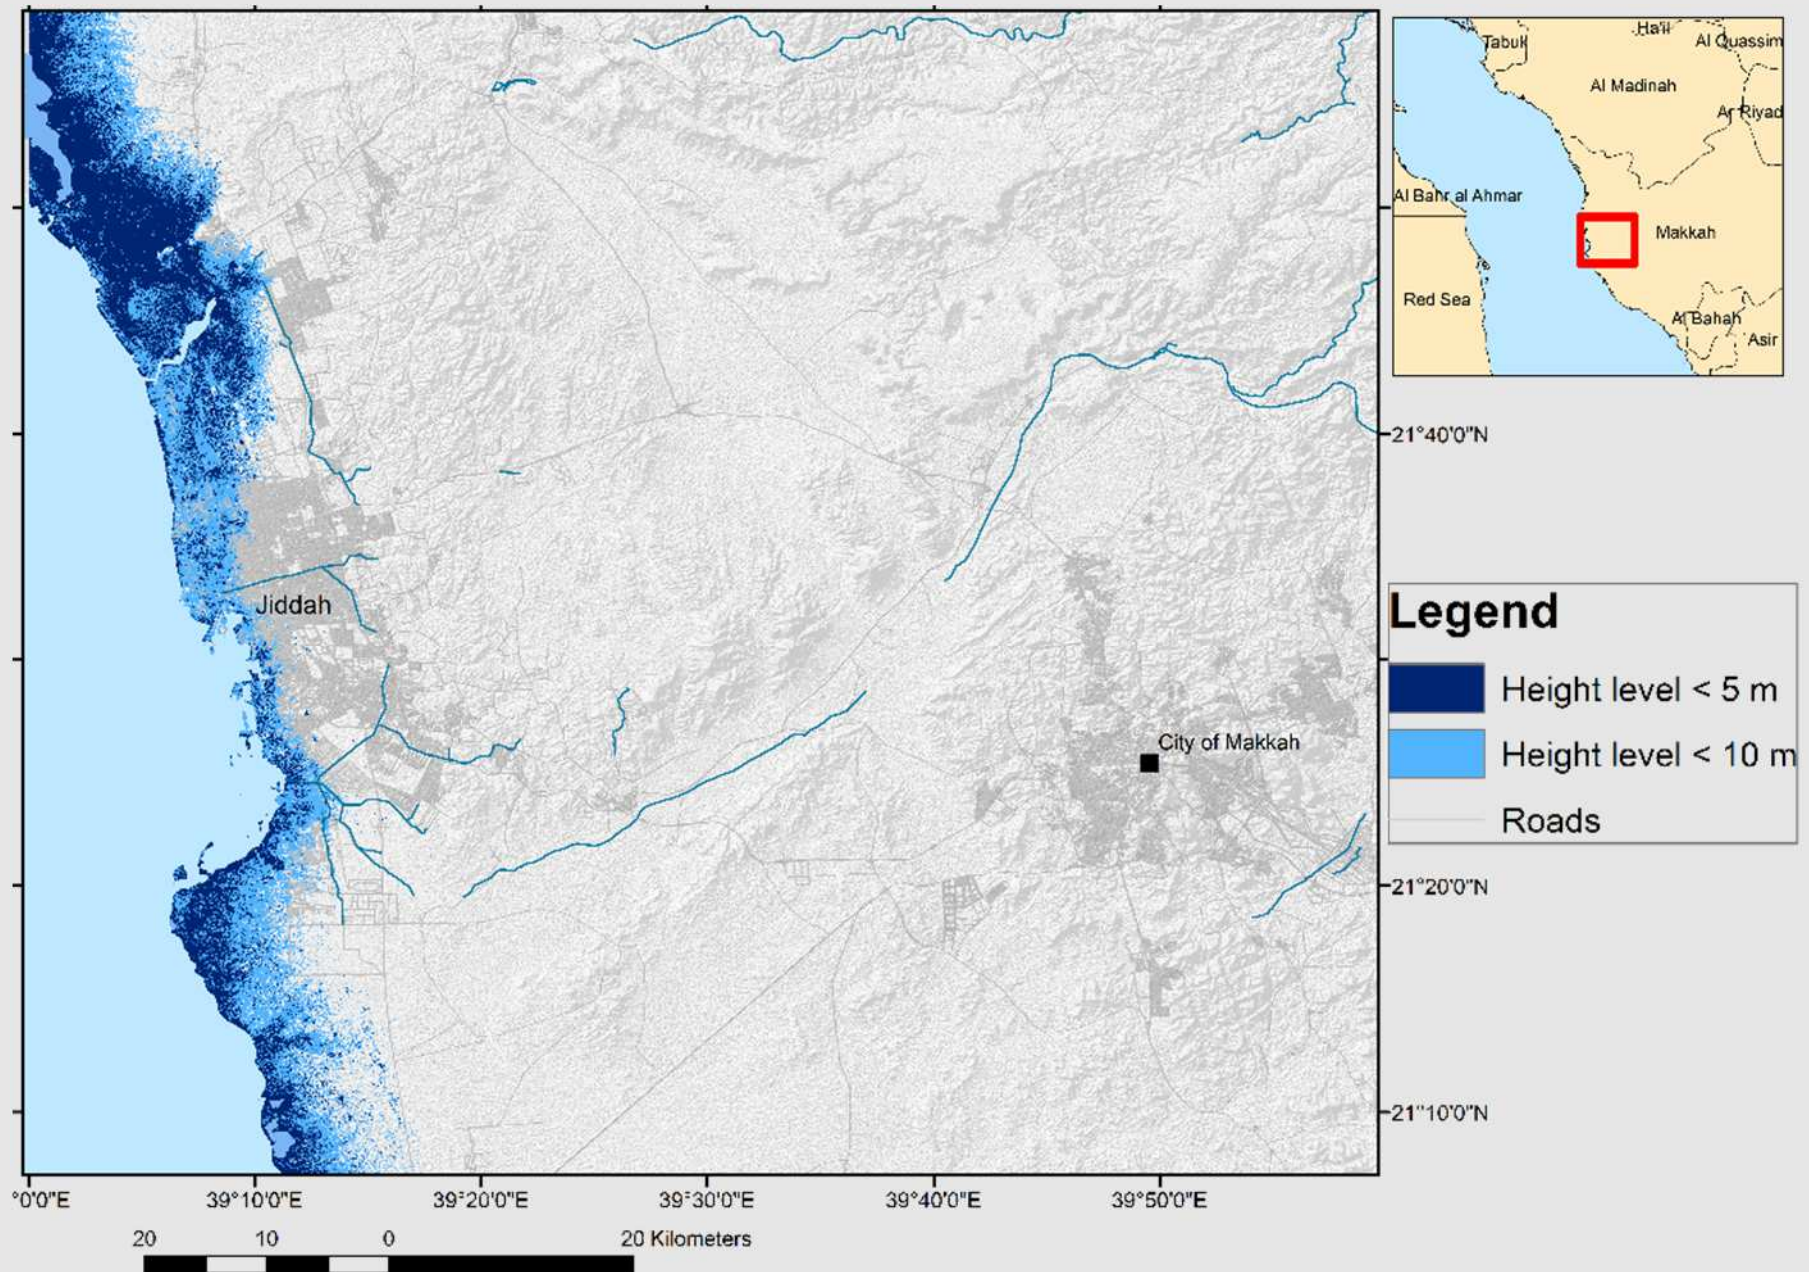 Tabuk
Ha'il
Al Quassim
Al Madinah
Ar Riyad
Al Bahr al Ahmar
Makkah
Red Sea
Al Bahah
Asir
21°40'0"N
Jiddah
Legend
Height level < 5 m
Height level < 10 m
Roads
City of Makkah
21°20'0"N
21°10'0"N
°0'0"E
39°10'0"E
39°20'0"E
39°30'0"E
39°40'0"E
39°50'0"E
20 10 0 20 Kilometers